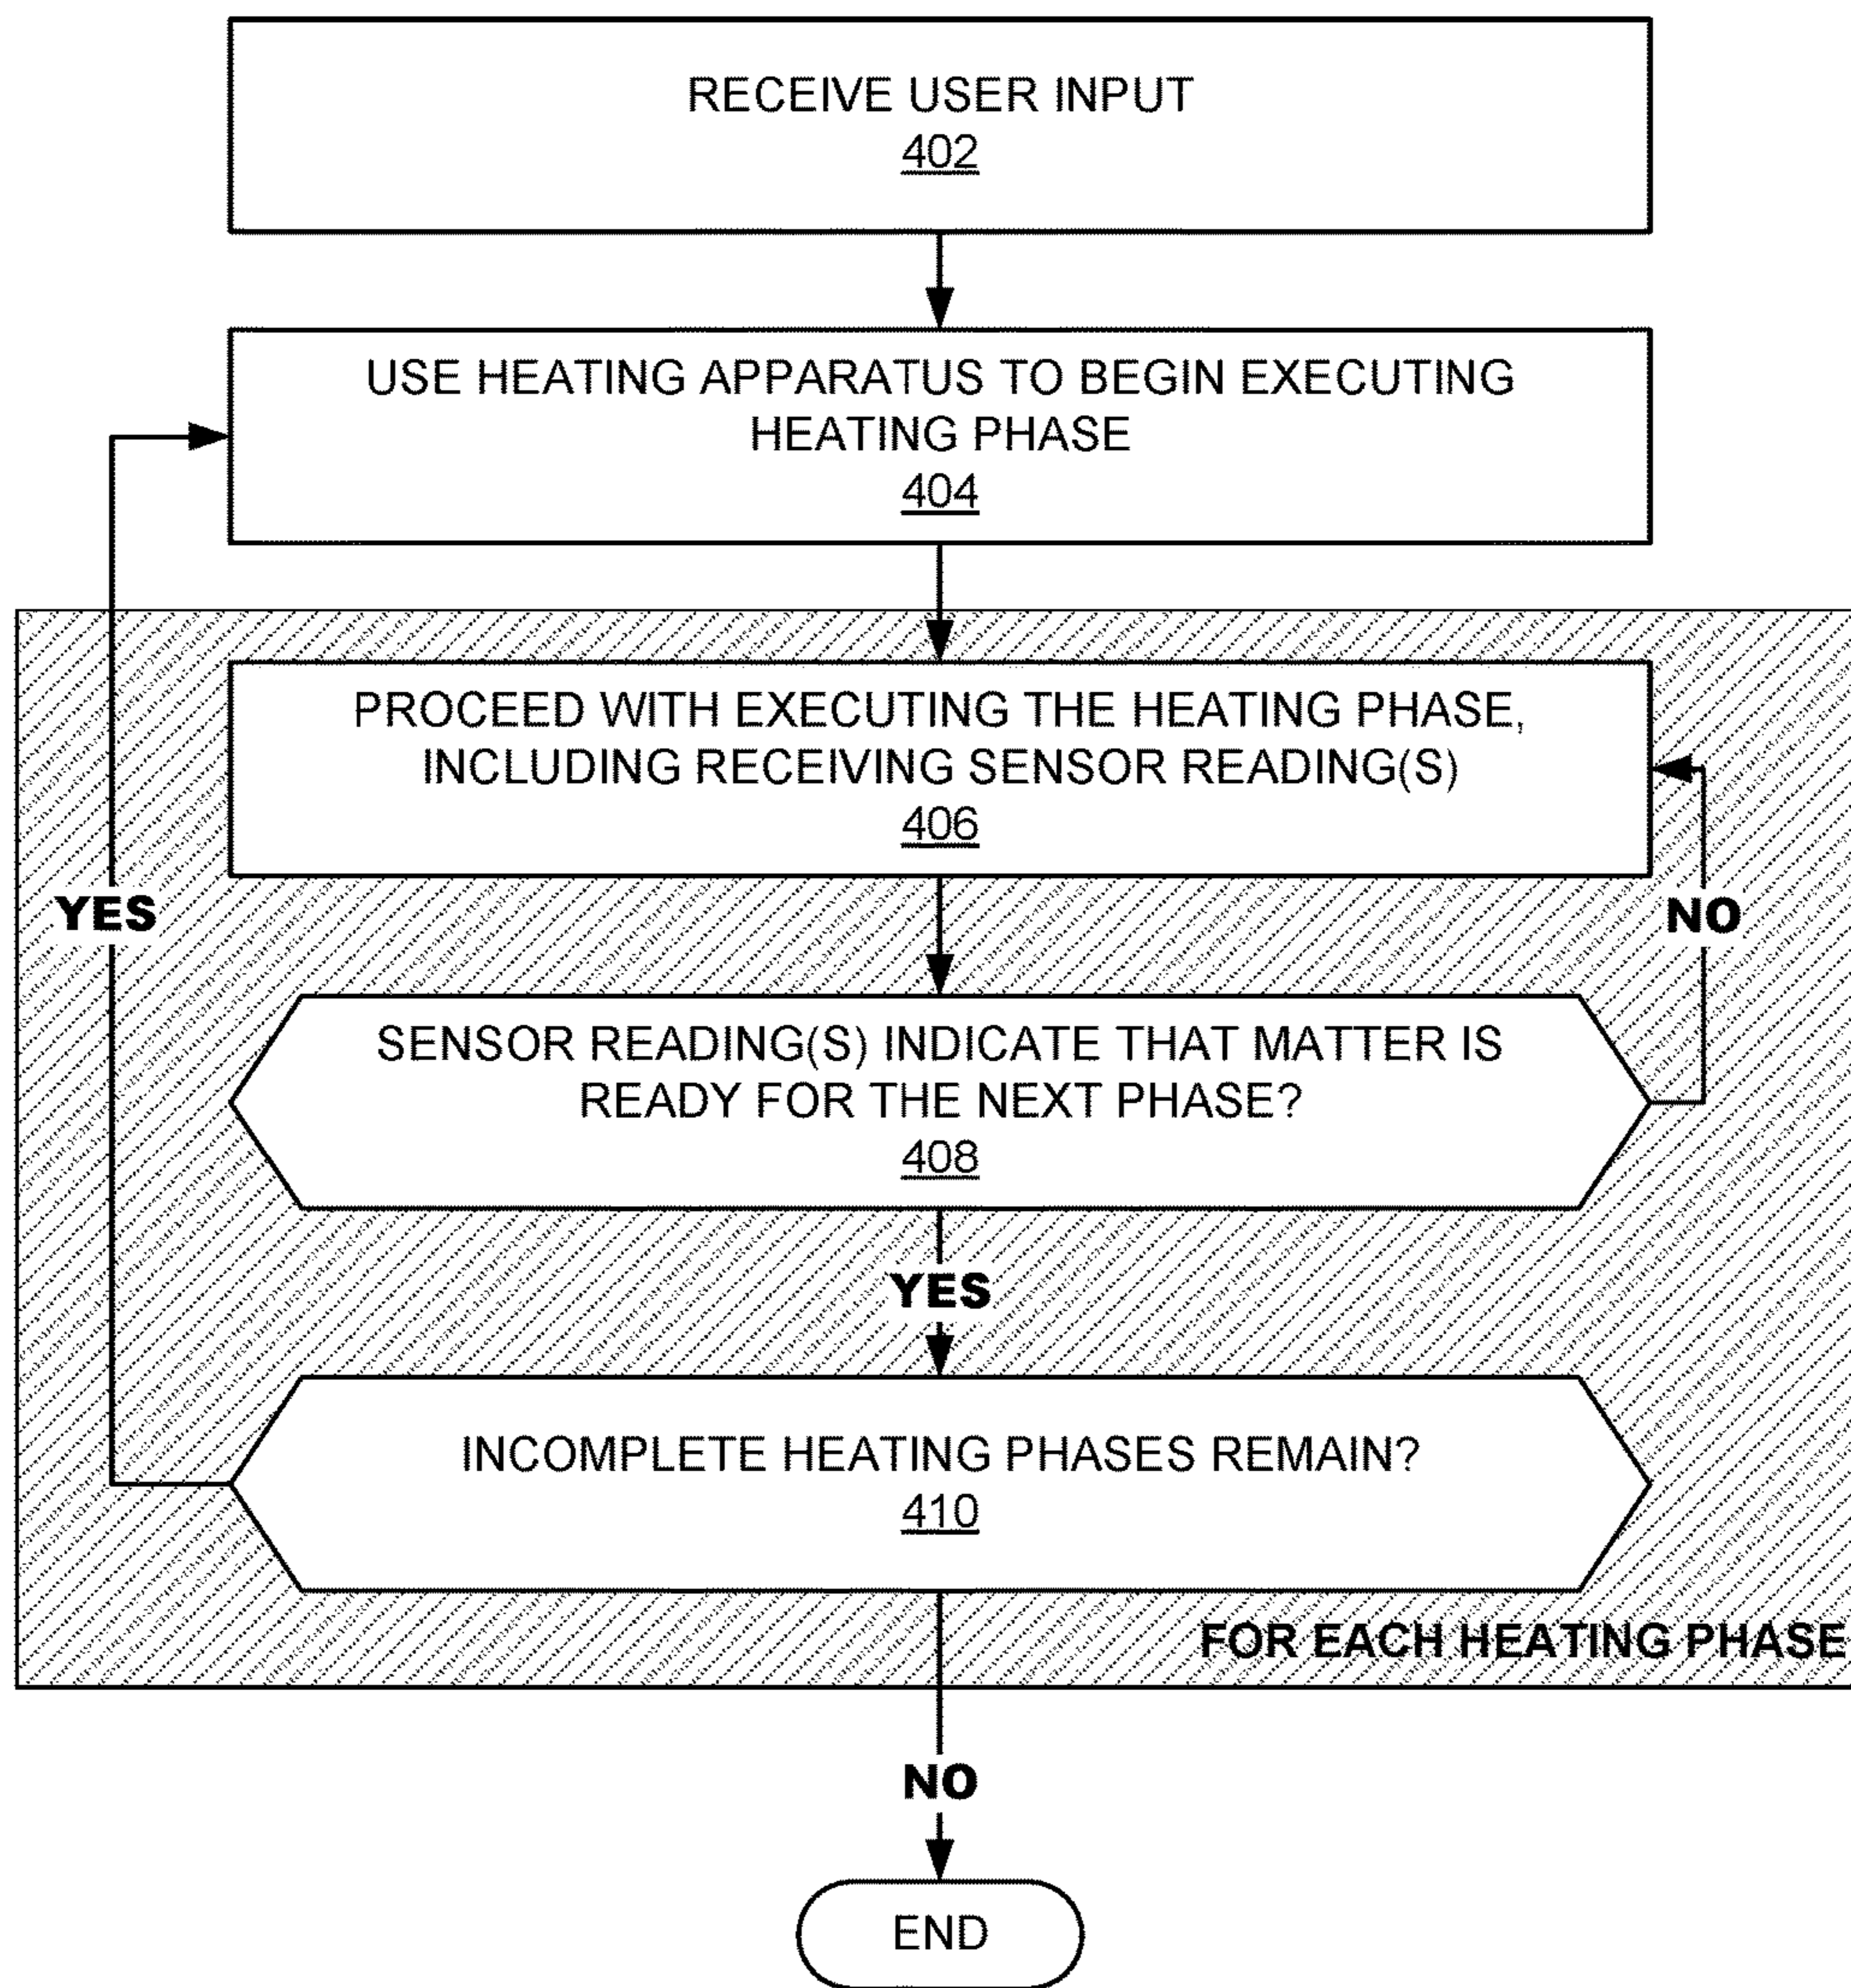 RECEIVE USER INPUT
402
USE HEATING APPARATUS TO BEGIN EXECUTING
HEATING PHASE
404
PROCEED WITH EXECUTING THE HEATING PHASE,
INCLUDING RECEIVING SENSOR READING(S)
406
YES
NO
SENSOR READING(S) INDICATE THAT MATTER IS
READY FOR THE NEXT PHASE?
408
YES
INCOMPLETE HEATING PHASES REMAIN?
410
FOR EACH HEATING PHASE
NO
END